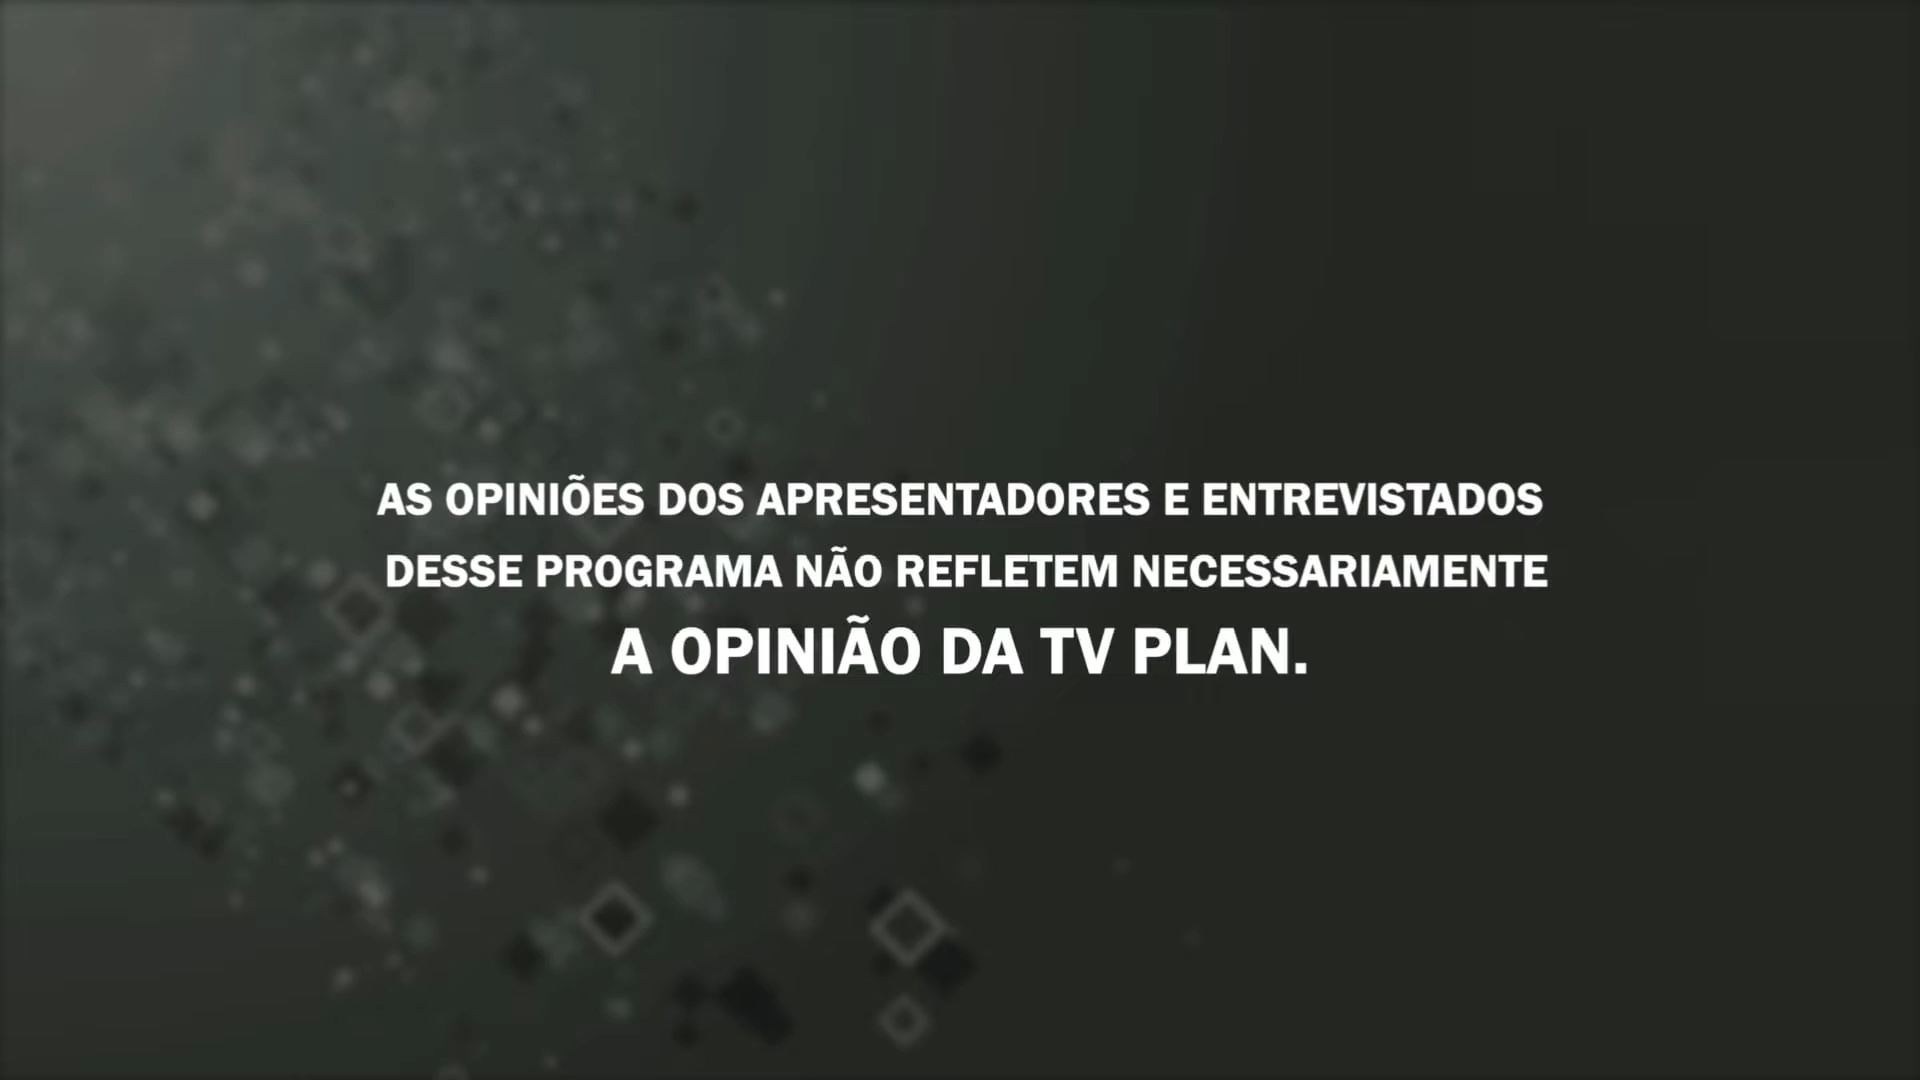 AS OPINIÕES DOS APRESENTADORES E ENTREVISTADOS
DESSE PROGRAMA NÃO REFLETEM NECESSARIAMENTE
A OPINIÃO DA TV PLAN.